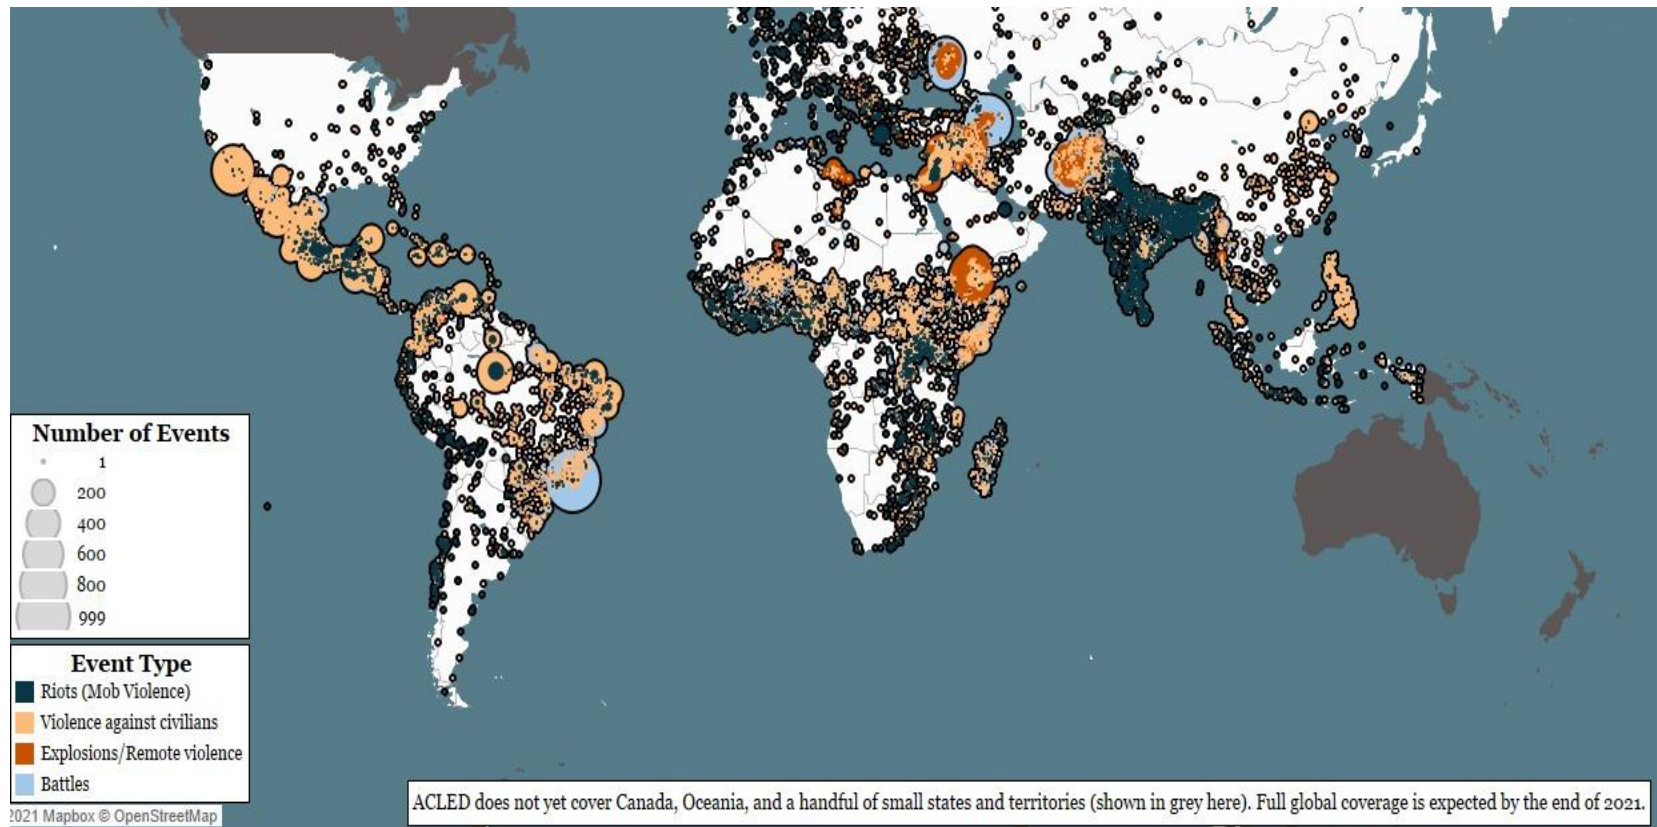 Number of Events
1
200
400
600
800
999
Event Type
Riots (Mob Violence)
Violence against civilians
Explosions/Remote violence
Battles
2021 Mapbox © OpenStreetMap
ACLED does not yet cover Canada, Oceania, and a handful of small states and territories (shown in grey here). Full global coverage is expected by the end of 2021.